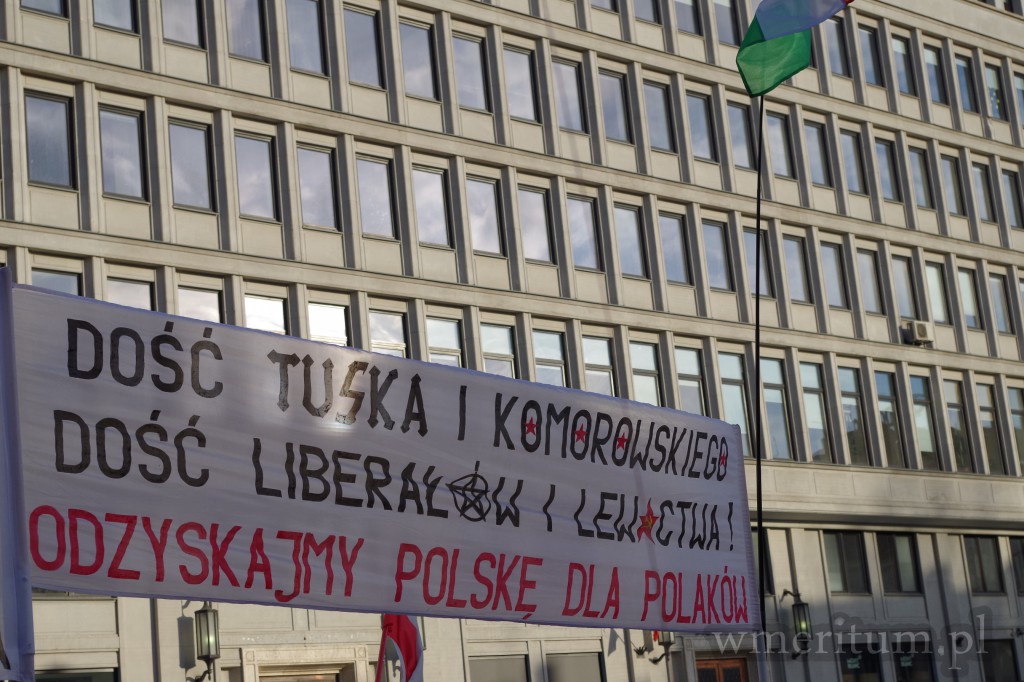 DOŚĆ TUSKA I KOMOROWSKIEGO
DOŚĆ LIBERAŁÓW I LEWACTWA!
ODZYSKAJMY POLSKĘ DLA POLAKÓW
wmeritum.pl